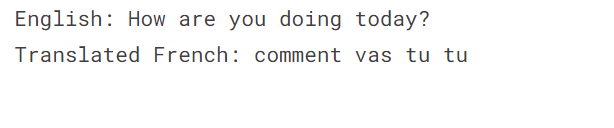 English: How are you doing today?
Translated French: comment vas tu tu